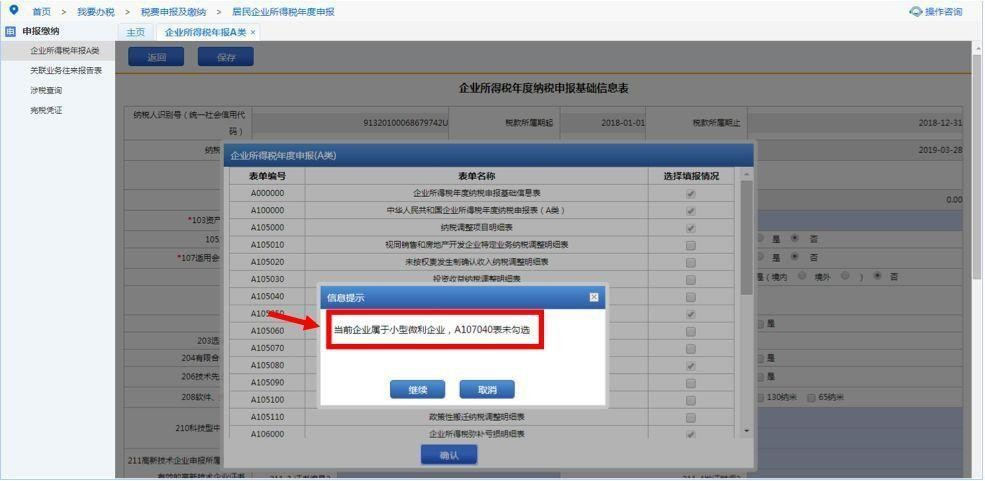 首页 > 我要办税 > 税费申报及缴纳 > 居民企业所得税年度申报
操作咨询
申报缴纳
主页 企业所得税年报A类 ×
企业所得税年报A类
关联业务往来报告表
涉税查询
完税凭证
返回 保存
企业所得税年度纳税申报基础信息表
纳税人识别号（统一社会信用代码）
91320100068679742U 税款所属期起 2018-01-01 税款所属期止 2018-12-31
纳税
2019-03-28
0.00
*103资产
105
是 否
*107适用会
是 否
境内 境外 ） 否
是
203选
204有限合
是
206技术先
是
208软件、
130纳米 65纳米
210科技型中
211高新技术企业申报所属
企业所得税年度申报(A类)
表单编号 表单名称 选择填报情况
A000000 企业所得税年度纳税申报基础信息表
A100000 中华人民共和国企业所得税年度纳税申报表（A类）
A105000 纳税调整项目明细表
A105010 视同销售和房地产开发企业特定业务纳税调整明细表
A105020 未按权责发生制确认收入纳税调整明细表
A105030 投资收益纳税调整明细表
A105040
A105050
A105060
A105070
A105080
A105090
A105100
A105110 政策性搬迁纳税调整明细表
A106000 企业所得税弥补亏损明细表
确认
信息提示
当前企业属于小型微利企业，A107040表未勾选
继续 取消